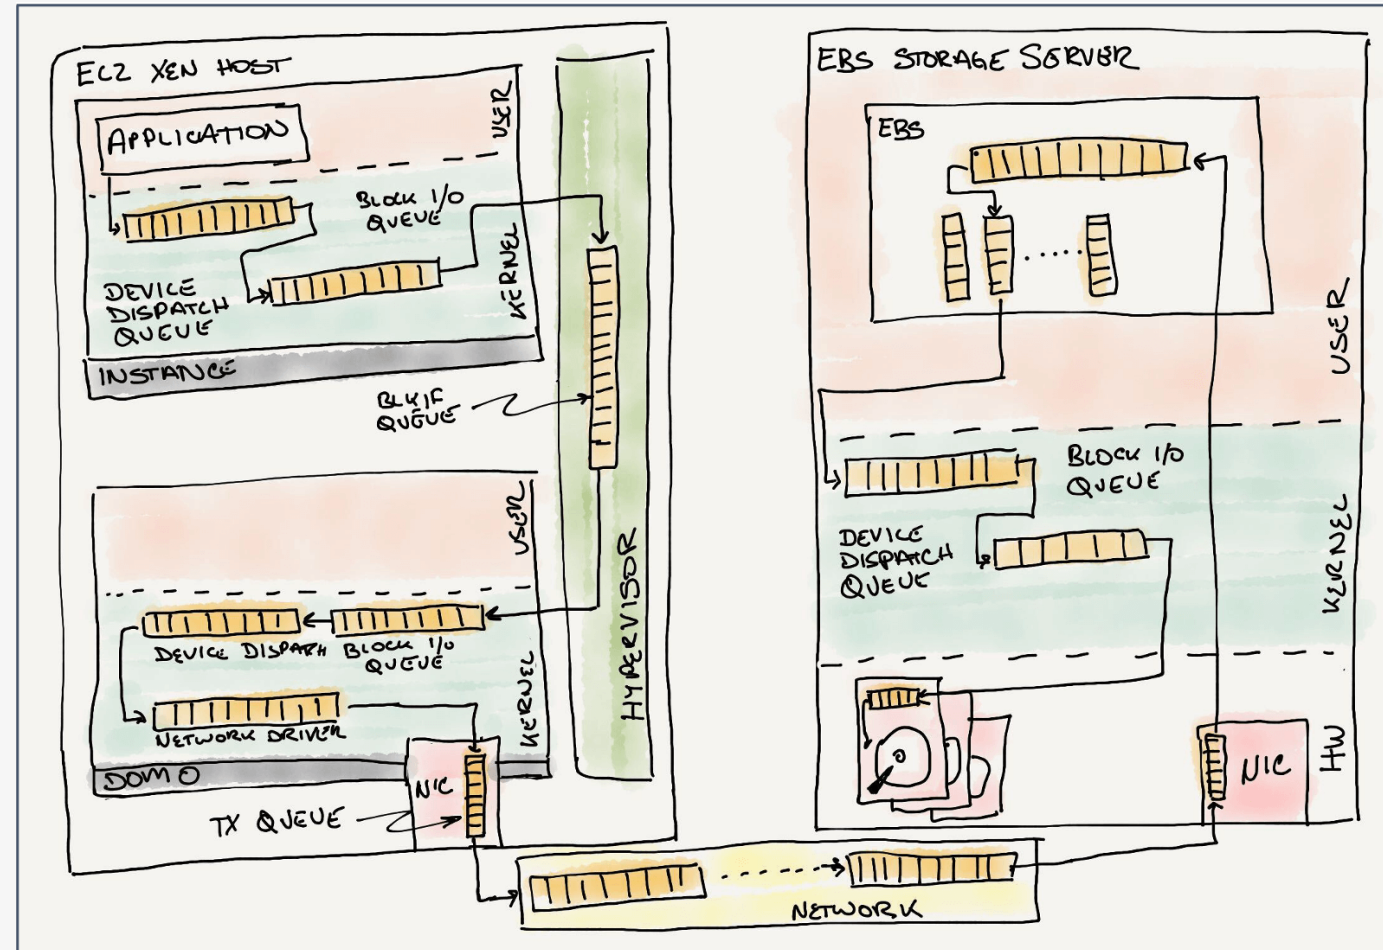 EC2 XEN HOST
APPLICATION
USER
BLOCK I/O
QUEUE
DEVICE
DISPATCH
QUEUE
KERNEL
INSTANCE
BLKIF
QUEUE
HYPERVISOR
USER
DEVICE DISPATCH
BLOCK I/O
QUEUE
NETWORK DRIVER
KERNEL
DOM 0
NIC
TX QUEUE
NETWORK
EBS STORAGE SERVER
EBS
USER
BLOCK I/O
QUEUE
DEVICE
DISPATCH
QUEUE
KERNEL
NIC
HW